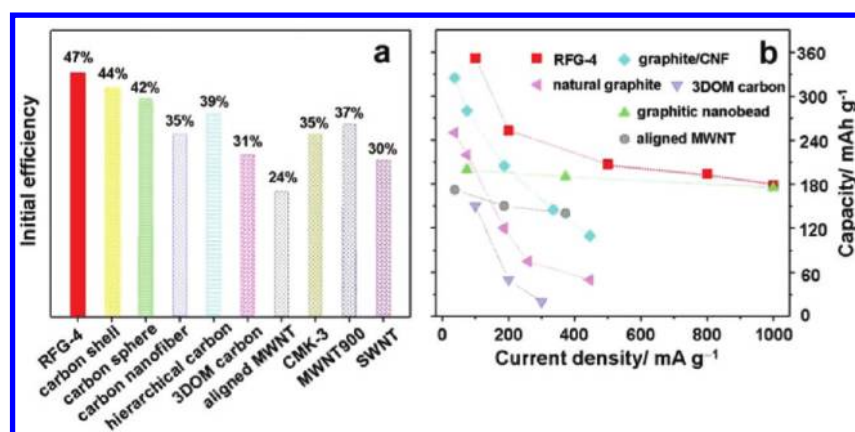 a
Initial efficiency
47%
44%
42%
35%
39%
31%
24%
35%
37%
30%
RFG-4
carbon shell
carbon sphere
carbon nanofiber
hierarchical carbon
3DOM carbon
aligned MWNT
CMK-3
MWNT900
SWNT
b
RFG-4
graphite/CNF
natural graphite
3DOM carbon
graphitic nanobead
aligned MWNT
360
300
240
180
120
60
0
Capacity/ mAh g⁻¹
0
200
400
600
800
1000
Current density/ mA g⁻¹